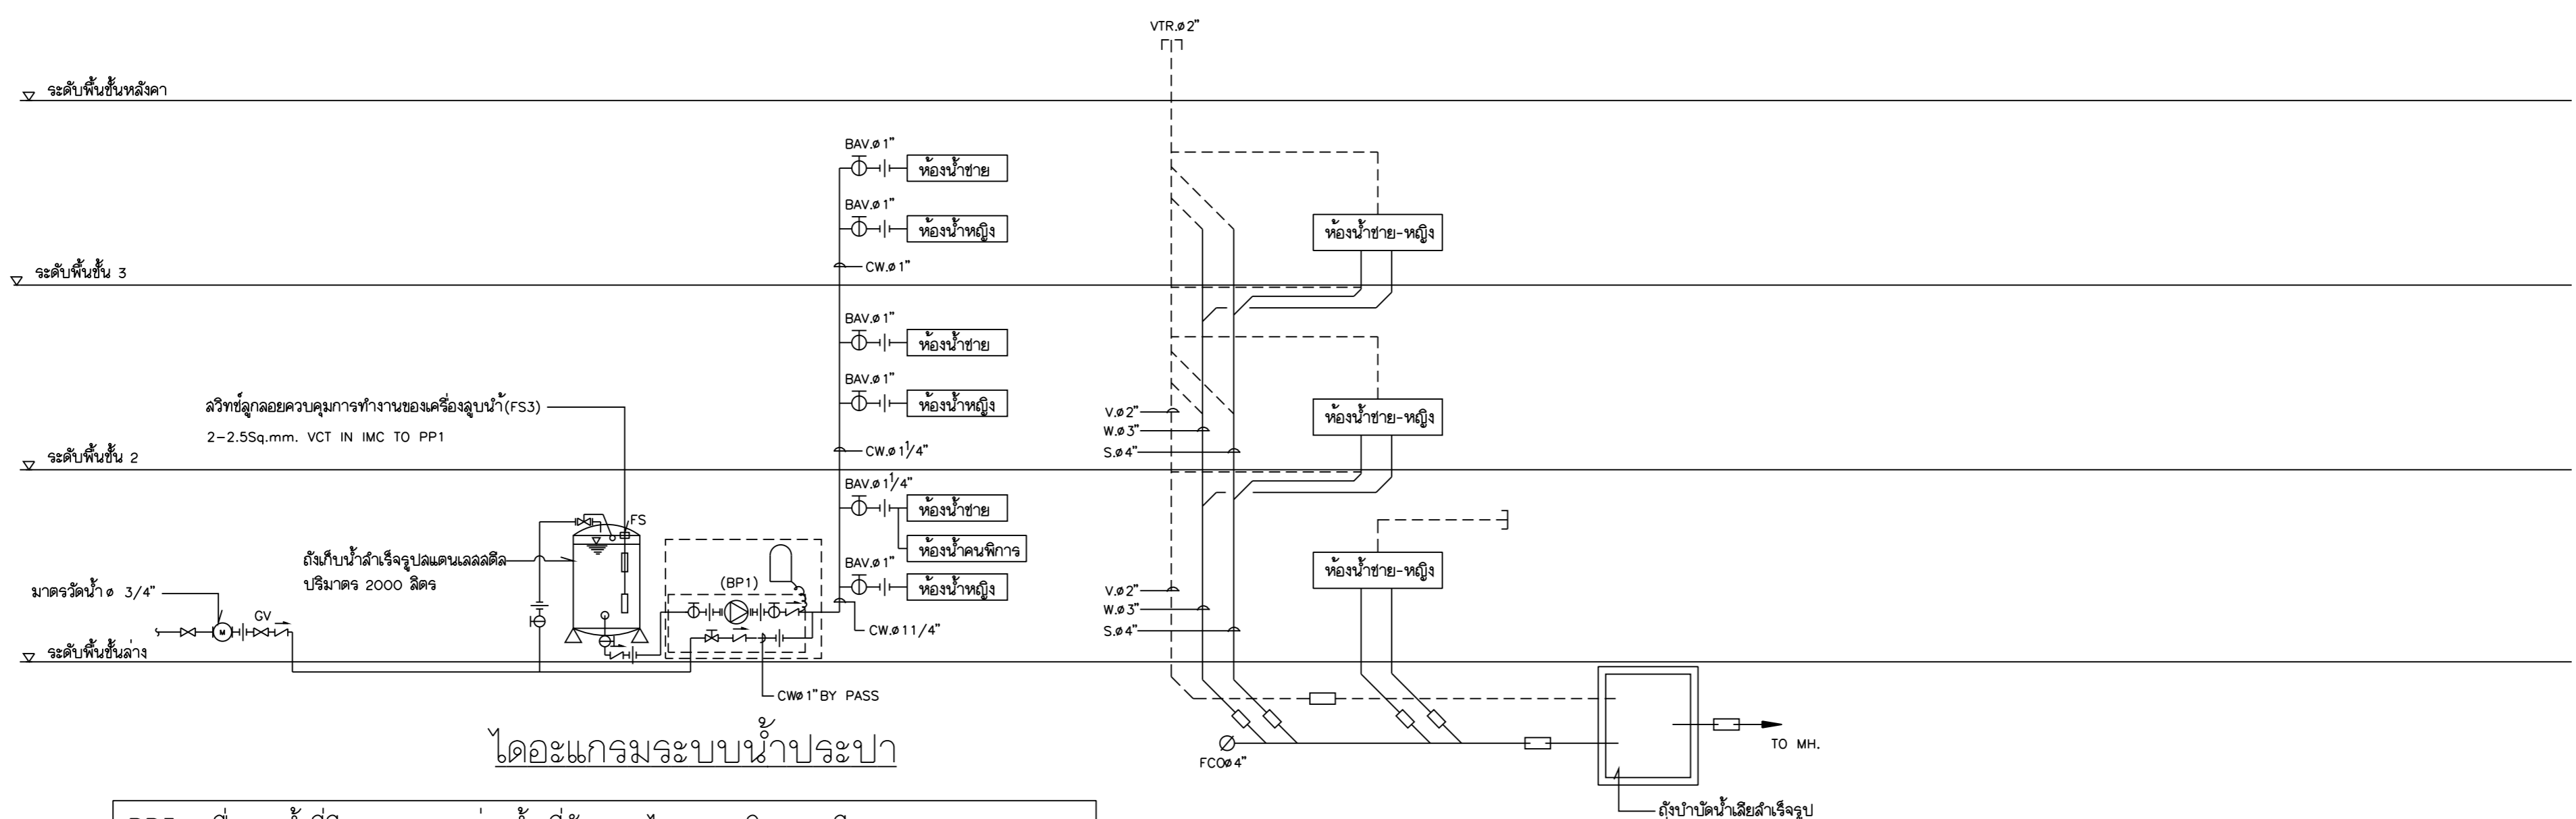 VTR.ø2"
ระดับพื้นชั้นหลังคา
BAV.ø1"
ห้องน้ำชาย
BAV.ø1"
ห้องน้ำหญิง
ห้องน้ำชาย-หญิง
CW.ø1"
ระดับพื้นชั้น 3
BAV.ø1"
ห้องน้ำชาย
BAV.ø1"
ห้องน้ำหญิง
สวิทช์ลูกลอยควบคุมการทำงานของเครื่องสูบน้ำ(FS3)
2-2.5Sq.mm. VCT IN IMC TO PP1
V.ø2"
W.ø3"
S.ø4"
ห้องน้ำชาย-หญิง
CW.ø1 1/4"
ระดับพื้นชั้น 2
BAV.ø1 1/4"
ห้องน้ำชาย
FS
ห้องน้ำคนพิการ
ถังเก็บน้ำสำเร็จรูปสแตนเลสสตีล
ปริมาตร 2000 ลิตร
BAV.ø1"
ห้องน้ำหญิง
(BP1)
ห้องน้ำชาย-หญิง
มาตรวัดน้ำø 3/4"
GV
M
V.ø2"
W.ø3"
S.ø4"
CW.ø11/4"
ระดับพื้นชั้นล่าง
CWø1"BY PASS
ไดอะแกรมระบบน้ำประปา
FCOø4"
TO MH.
ถังบำบัดน้ำเสียสำเร็จรูป